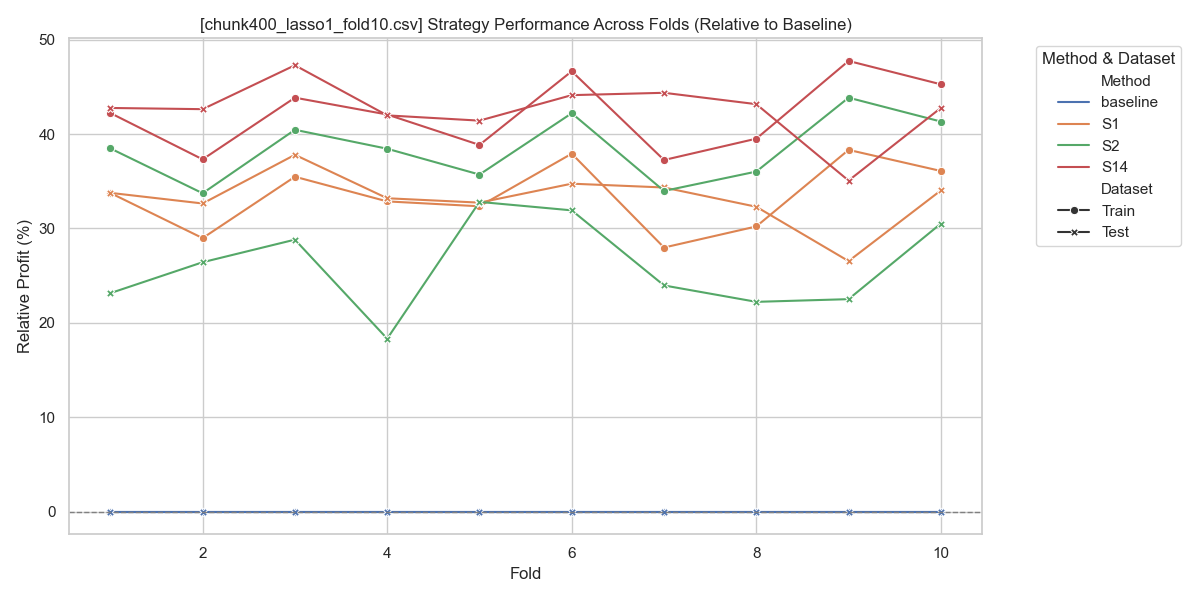 [chunk400_lasso1_fold10.csv] Strategy Performance Across Folds (Relative to Baseline)
50
40
30
20
10
0
Relative Profit (%)
2
4
6
8
10
Fold
Method & Dataset
Method
baseline
S1
S2
S14
Dataset
Train
Test